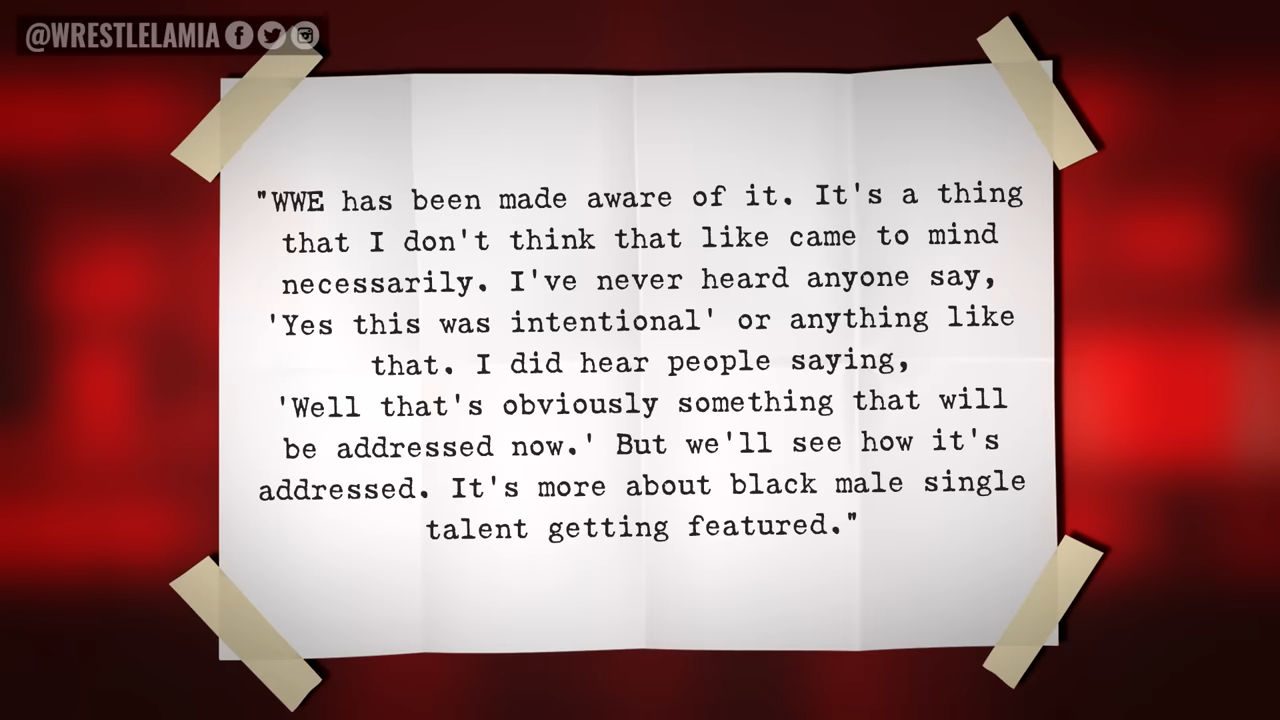 @WRESTLELAMIA
"WWE has been made aware of it. It's a thing
that I don't think that like came to mind
necessarily. I've never heard anyone say,
'Yes this was intentional' or anything like
that. I did hear people saying,
'Well that's obviously something that will
be addressed now.' But we'll see how it's
addressed. It's more about black male single
talent getting featured."